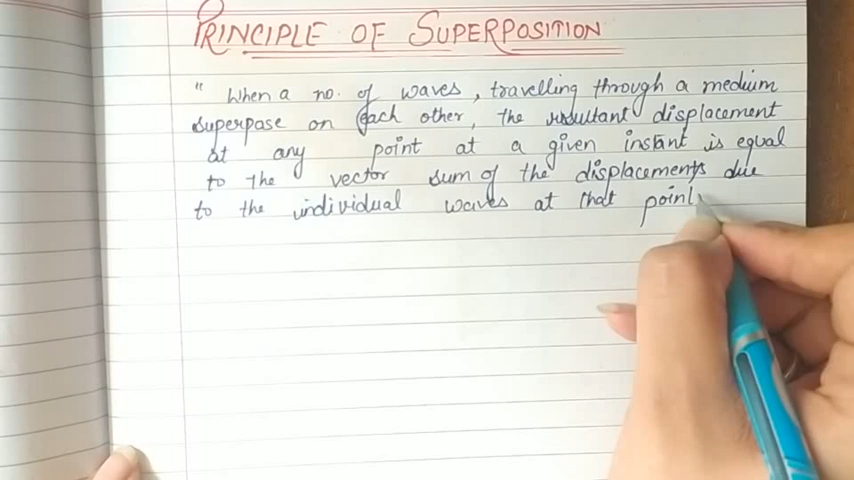 PRINCIPLE OF SUPERPOSITION
" When a no. of waves, travelling through a medium
superpase on each other, the resultant displacement
at any point at a given instant is equal
to the vector sum of the displacements due
to the individual waves at that point